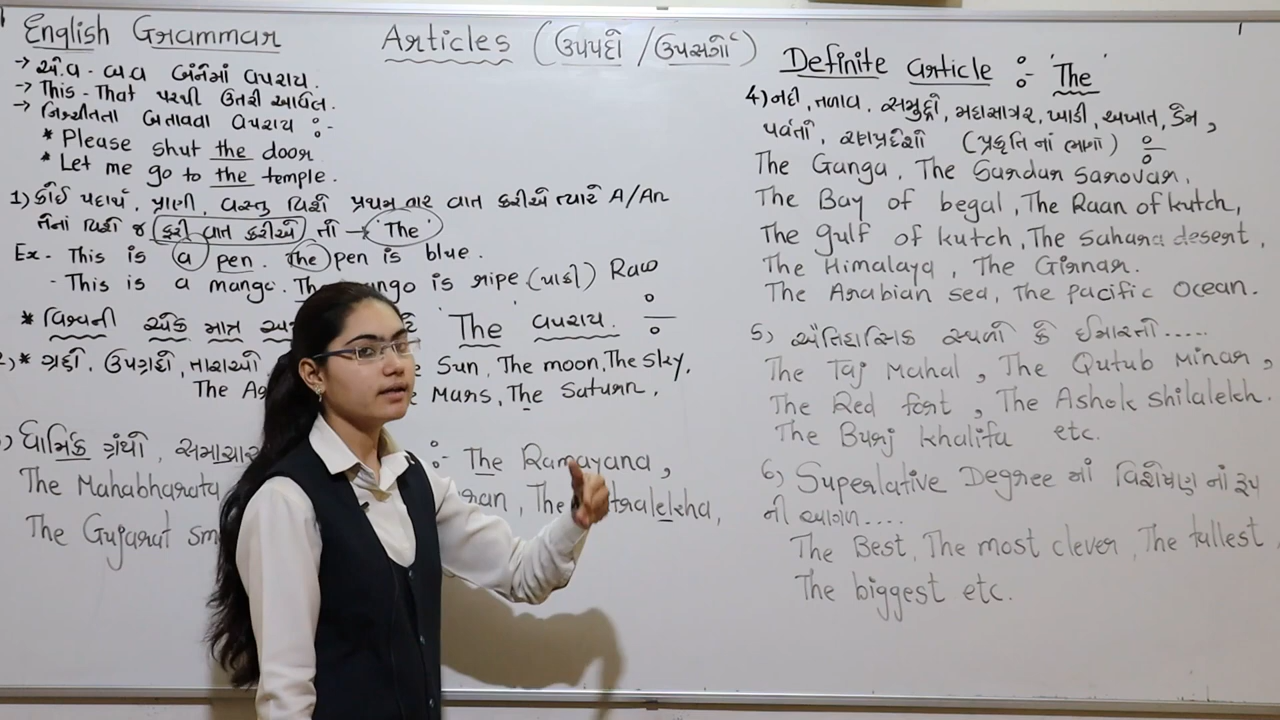 English Grammar
Articles (ઉપપદો / ઉપસર્ગો)
→ એ.વ - બ.વ બંનેમાં વપરાય.
→ This - That પરથી ઉતરી આવેલ.
→ નિશ્ચીતતા બતાવવા વપરાય :-
* Please shut the door
* Let me go to the temple.
1) કોઈ પદાર્થ, પ્રાણી, વસ્તુ વિશે પ્રથમ વાર વાત કરીએ ત્યારે A/An
તેના વિશે જ ફરી વાત કરીએ તો → 'The'
Ex - This is a pen. The pen is blue.
- This is a mango. The mango is ripe (પાકી) Raw
* વિશ્વની એક માત્ર 'The' વપરાય. :-
* ગ્રહો, ઉપગ્રહો, તારાઓ Sun, The moon, The sky,
The Mars, The Saturn,
) ધાર્મિક ગ્રંથો, સમાચાર :- The Ramayana,
The Mahabharata The
The Gujarat
Definite article :- 'The'
4) નદી, તળાવ, સમુદ્રો, મહાસાગર, ખાડી, અખાત, ડેમ,
પર્વતો, રણપ્રદેશો (પ્રકૃતિ નાં ભાગો) :-
The Ganga, The Sardar sarovar,
The Bay of begal, The Raan of kutch,
The gulf of kutch, The Sahara desert,
The Himalaya, The Girnar.
The Arabian sea, The pacific ocean.
5) ઐતિહાસિક સ્થળો કે ઈમારતો.....
The Taj Mahal, The Qutub Minar,
The Red fort, The Ashok shilalekh.
The Burj khalifa etc.
6) Superlative Degree માં વિશેષણ નાં રૂપ
ની આગળ....
The Best, The most clever, The tallest,
The biggest etc.